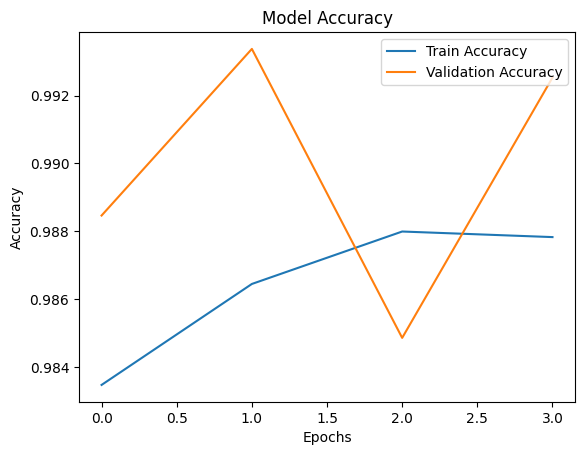 Model Accuracy
Train Accuracy
Validation Accuracy
0.992
0.990
0.988
0.986
0.984
Accuracy
0.0 0.5 1.0 1.5 2.0 2.5 3.0
Epochs